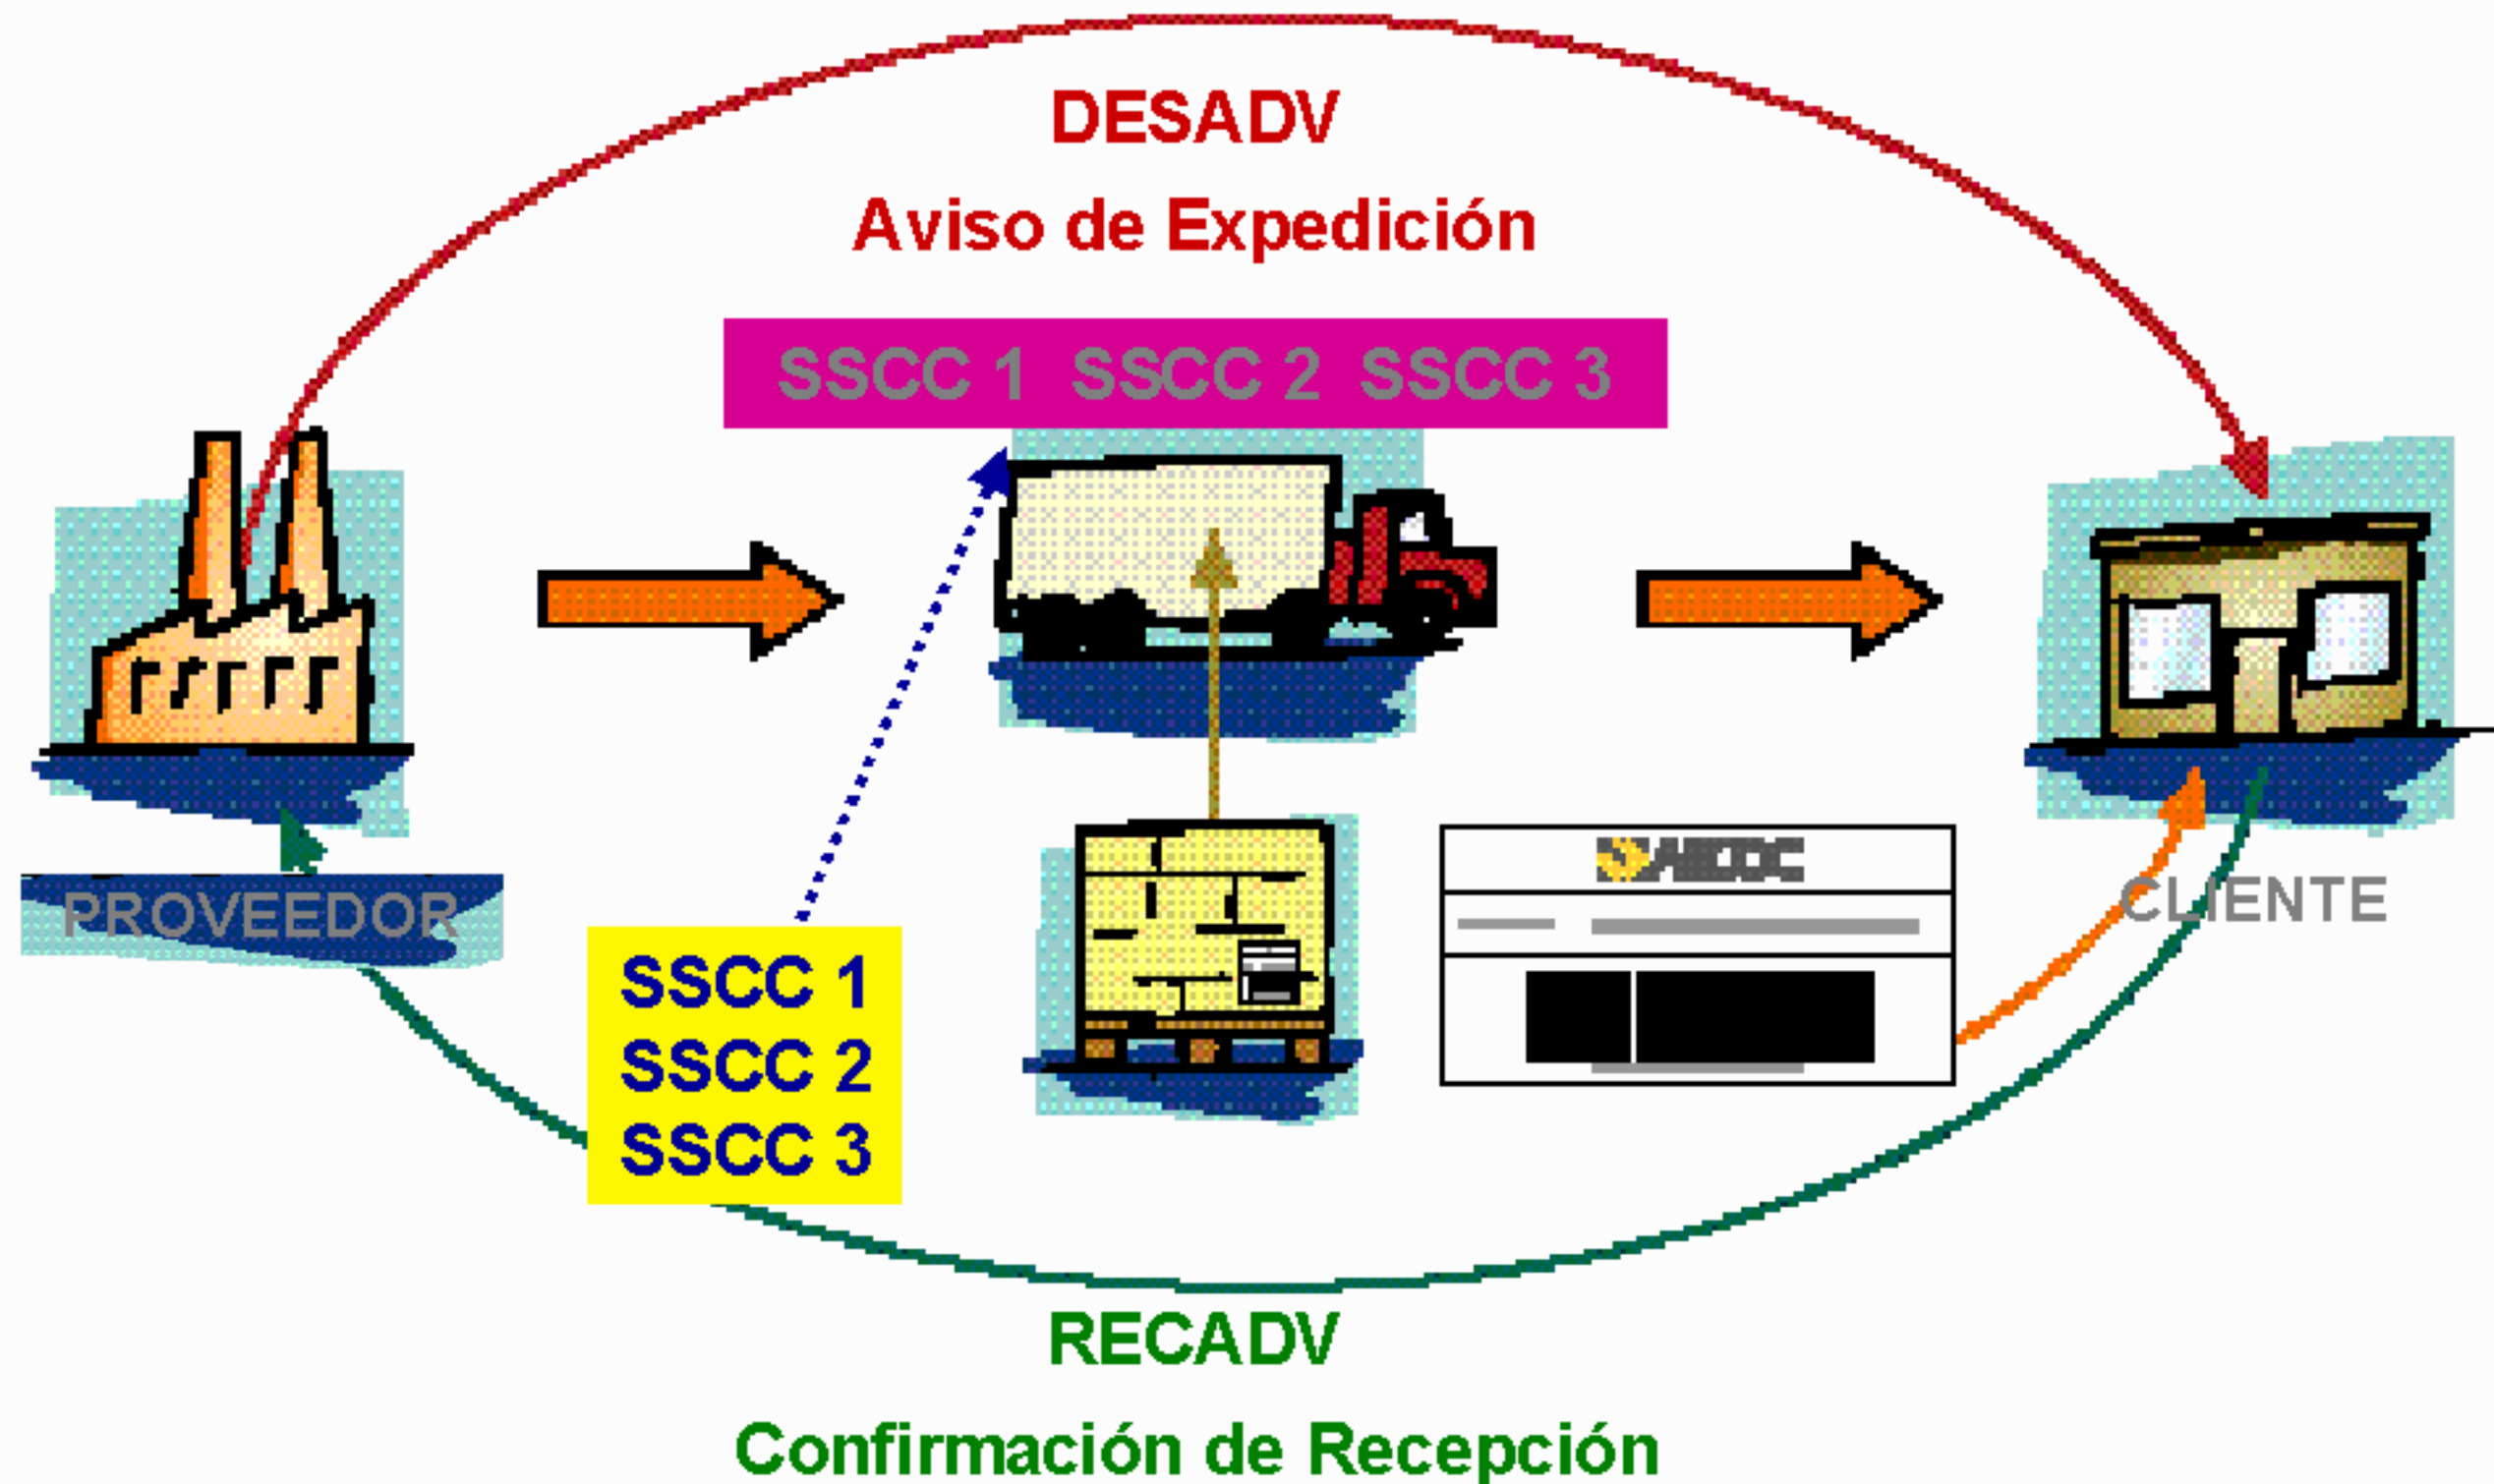 DESADV
Aviso de Expedición
SSCC 1 SSCC 2 SSCC 3
PROVEEDOR
CLIENTE
SSCC 1
SSCC 2
SSCC 3
RECADV
Confirmación de Recepción